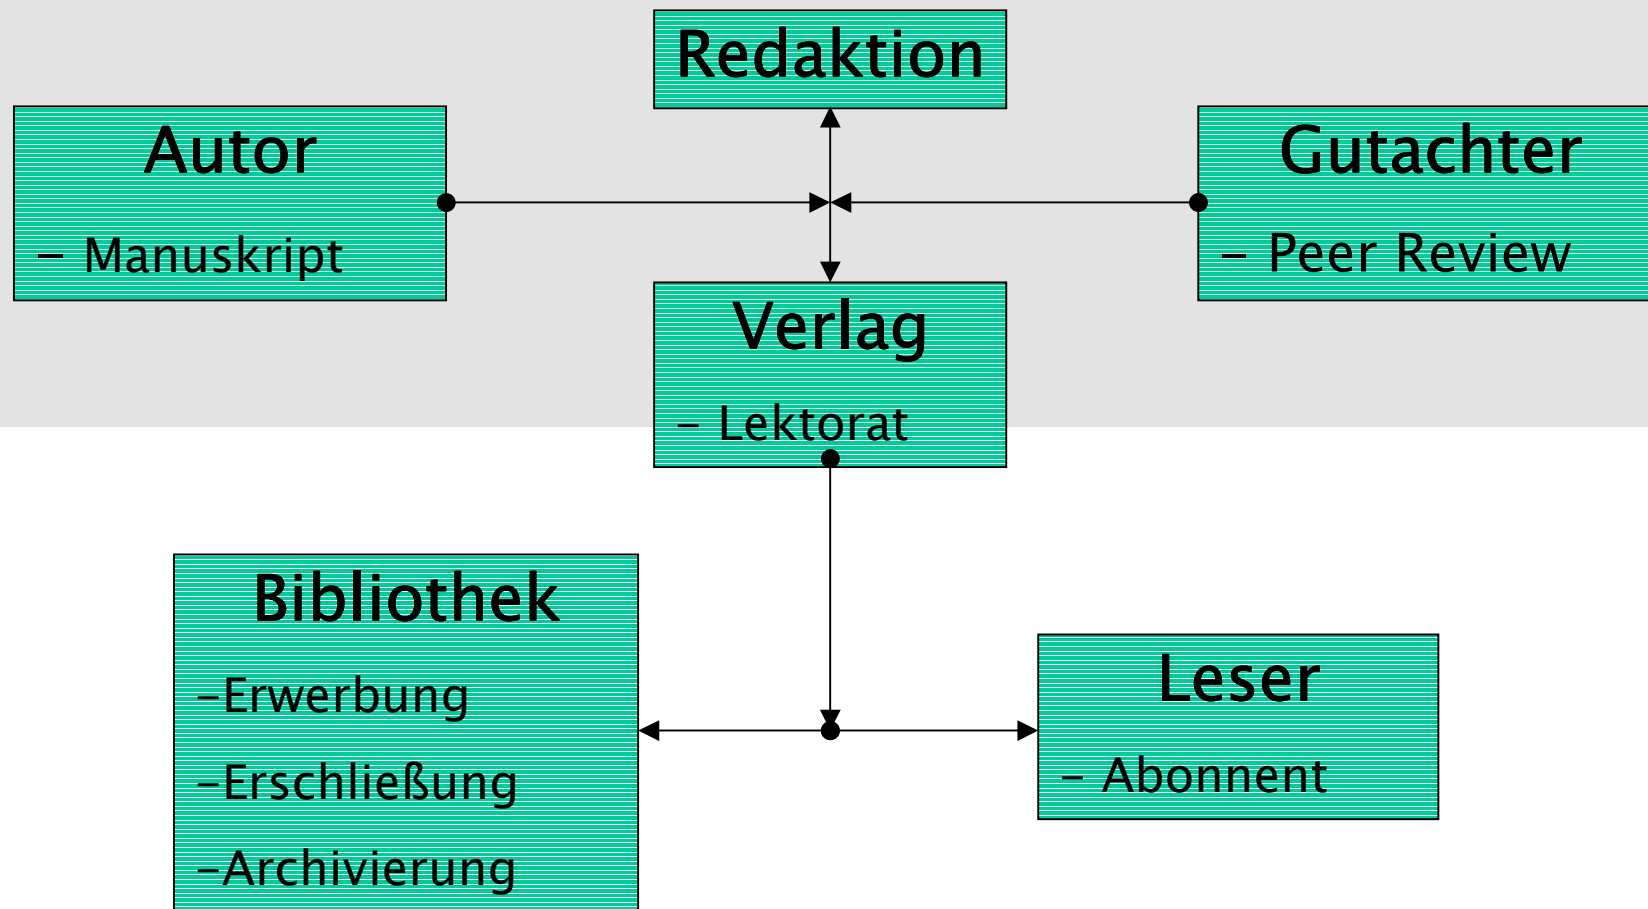 Redaktion
Autor
– Manuskript
Gutachter
– Peer Review
Verlag
– Lektorat
Bibliothek
–Erwerbung
–Erschließung
–Archivierung
Leser
– Abonnent